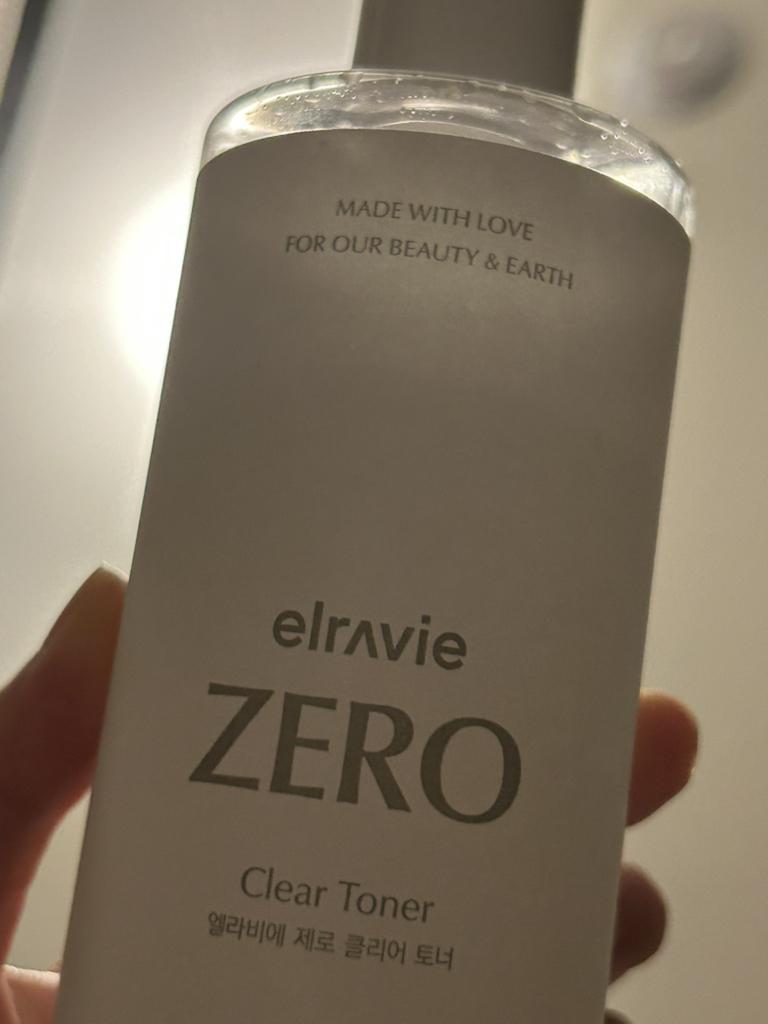 MADE WITH LOVE
FOR OUR BEAUTY & EARTH
elravie
ZERO
Clear Toner
엘라비에 제로 클리어 토너